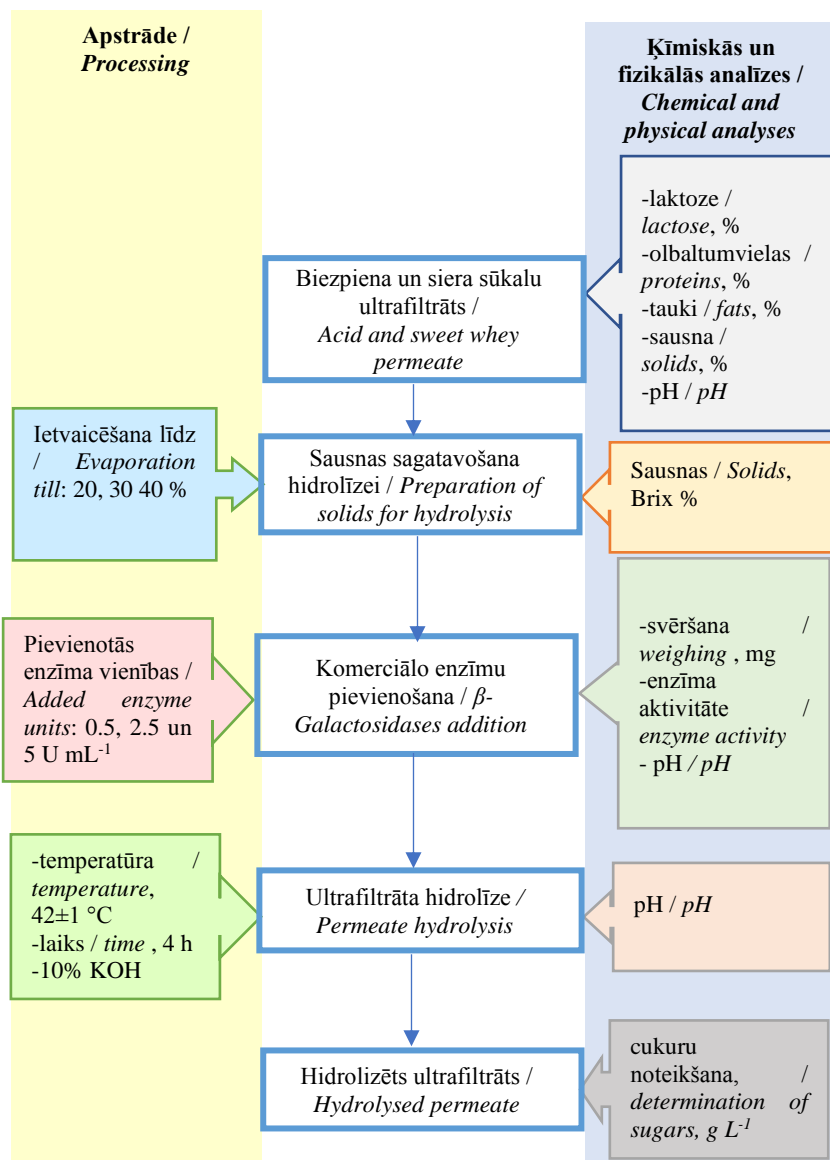 Apstrāde /
Processing
Ķīmiskās un
fizikālās analīzes /
Chemical and
physical analyses
-laktoze /
lactose, %
-olbaltumvielas /
proteins, %
-tauki / fats, %
-sausna /
solids, %
-pH / pH
Biezpiena un siera sūkalu
ultrafiltrāts /
Acid and sweet whey
permeate
Ietvaicēšana līdz
/ Evaporation
till: 20, 30 40 %
Sausnas sagatavošana
hidrolīzei / Preparation of
solids for hydrolysis
Sausnas / Solids,
Brix %
Pievienotās
enzīma vienības /
Added enzyme
units: 0.5, 2.5 un
5 U mL-1
Komerciālo enzīmu
pievienošana / β-
Galactosidases addition
-svēršana /
weighing , mg
-enzīma
aktivitāte /
enzyme activity
- pH / pH
-temperatūra /
temperature,
42±1 °C
-laiks / time , 4 h
-10% KOH
Ultrafiltrāta hidrolīze /
Permeate hydrolysis
pH / pH
Hidrolizēts ultrafiltrāts /
Hydrolysed permeate
cukuru
noteikšana, /
determination of
sugars, g L-1